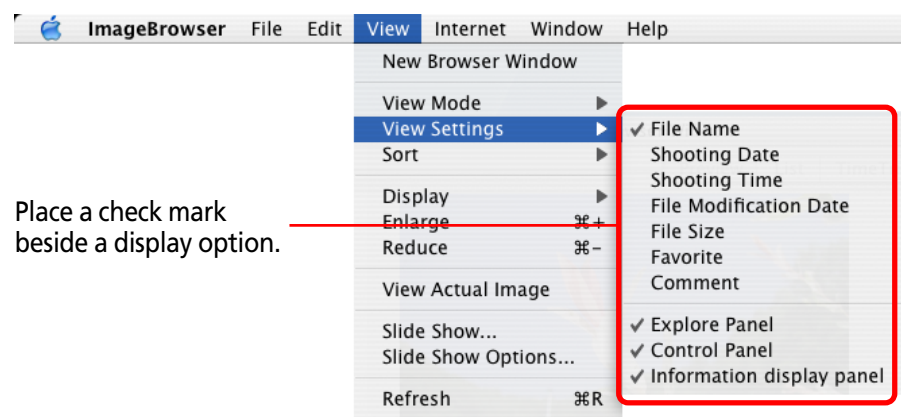 ImageBrowser File Edit View Internet Window Help
New Browser Window
View Mode
View Settings
Sort
Display
Enlarge ⌘+
Reduce ⌘–
View Actual Image
Slide Show...
Slide Show Options...
Refresh ⌘R
✓ File Name
Shooting Date
Shooting Time
File Modification Date
File Size
Favorite
Comment
✓ Explore Panel
✓ Control Panel
✓ Information display panel
Place a check mark
beside a display option.